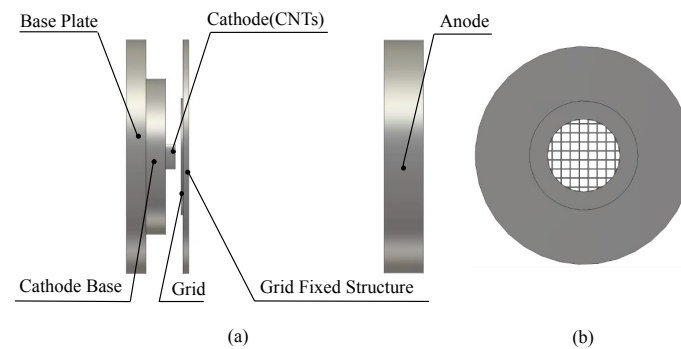 Base Plate
Cathode(CNTs)
Anode
Cathode Base
Grid
Grid Fixed Structure
(a)
(b)